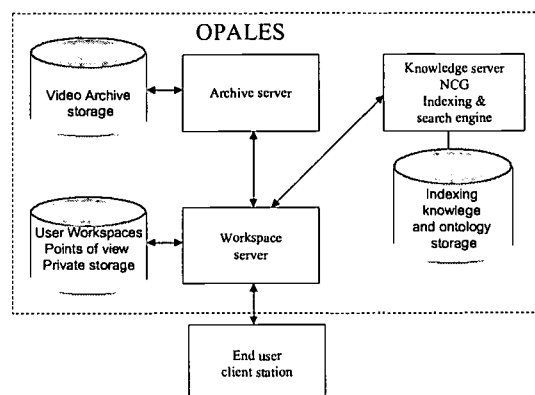 OPALES
Video Archive
storage
Archive server
Knowledge server
NCG
Indexing &
search engine
User Workspaces
Points of view
Private storage
Workspace
server
Indexing
knowlege
and ontology
storage
End user
client station